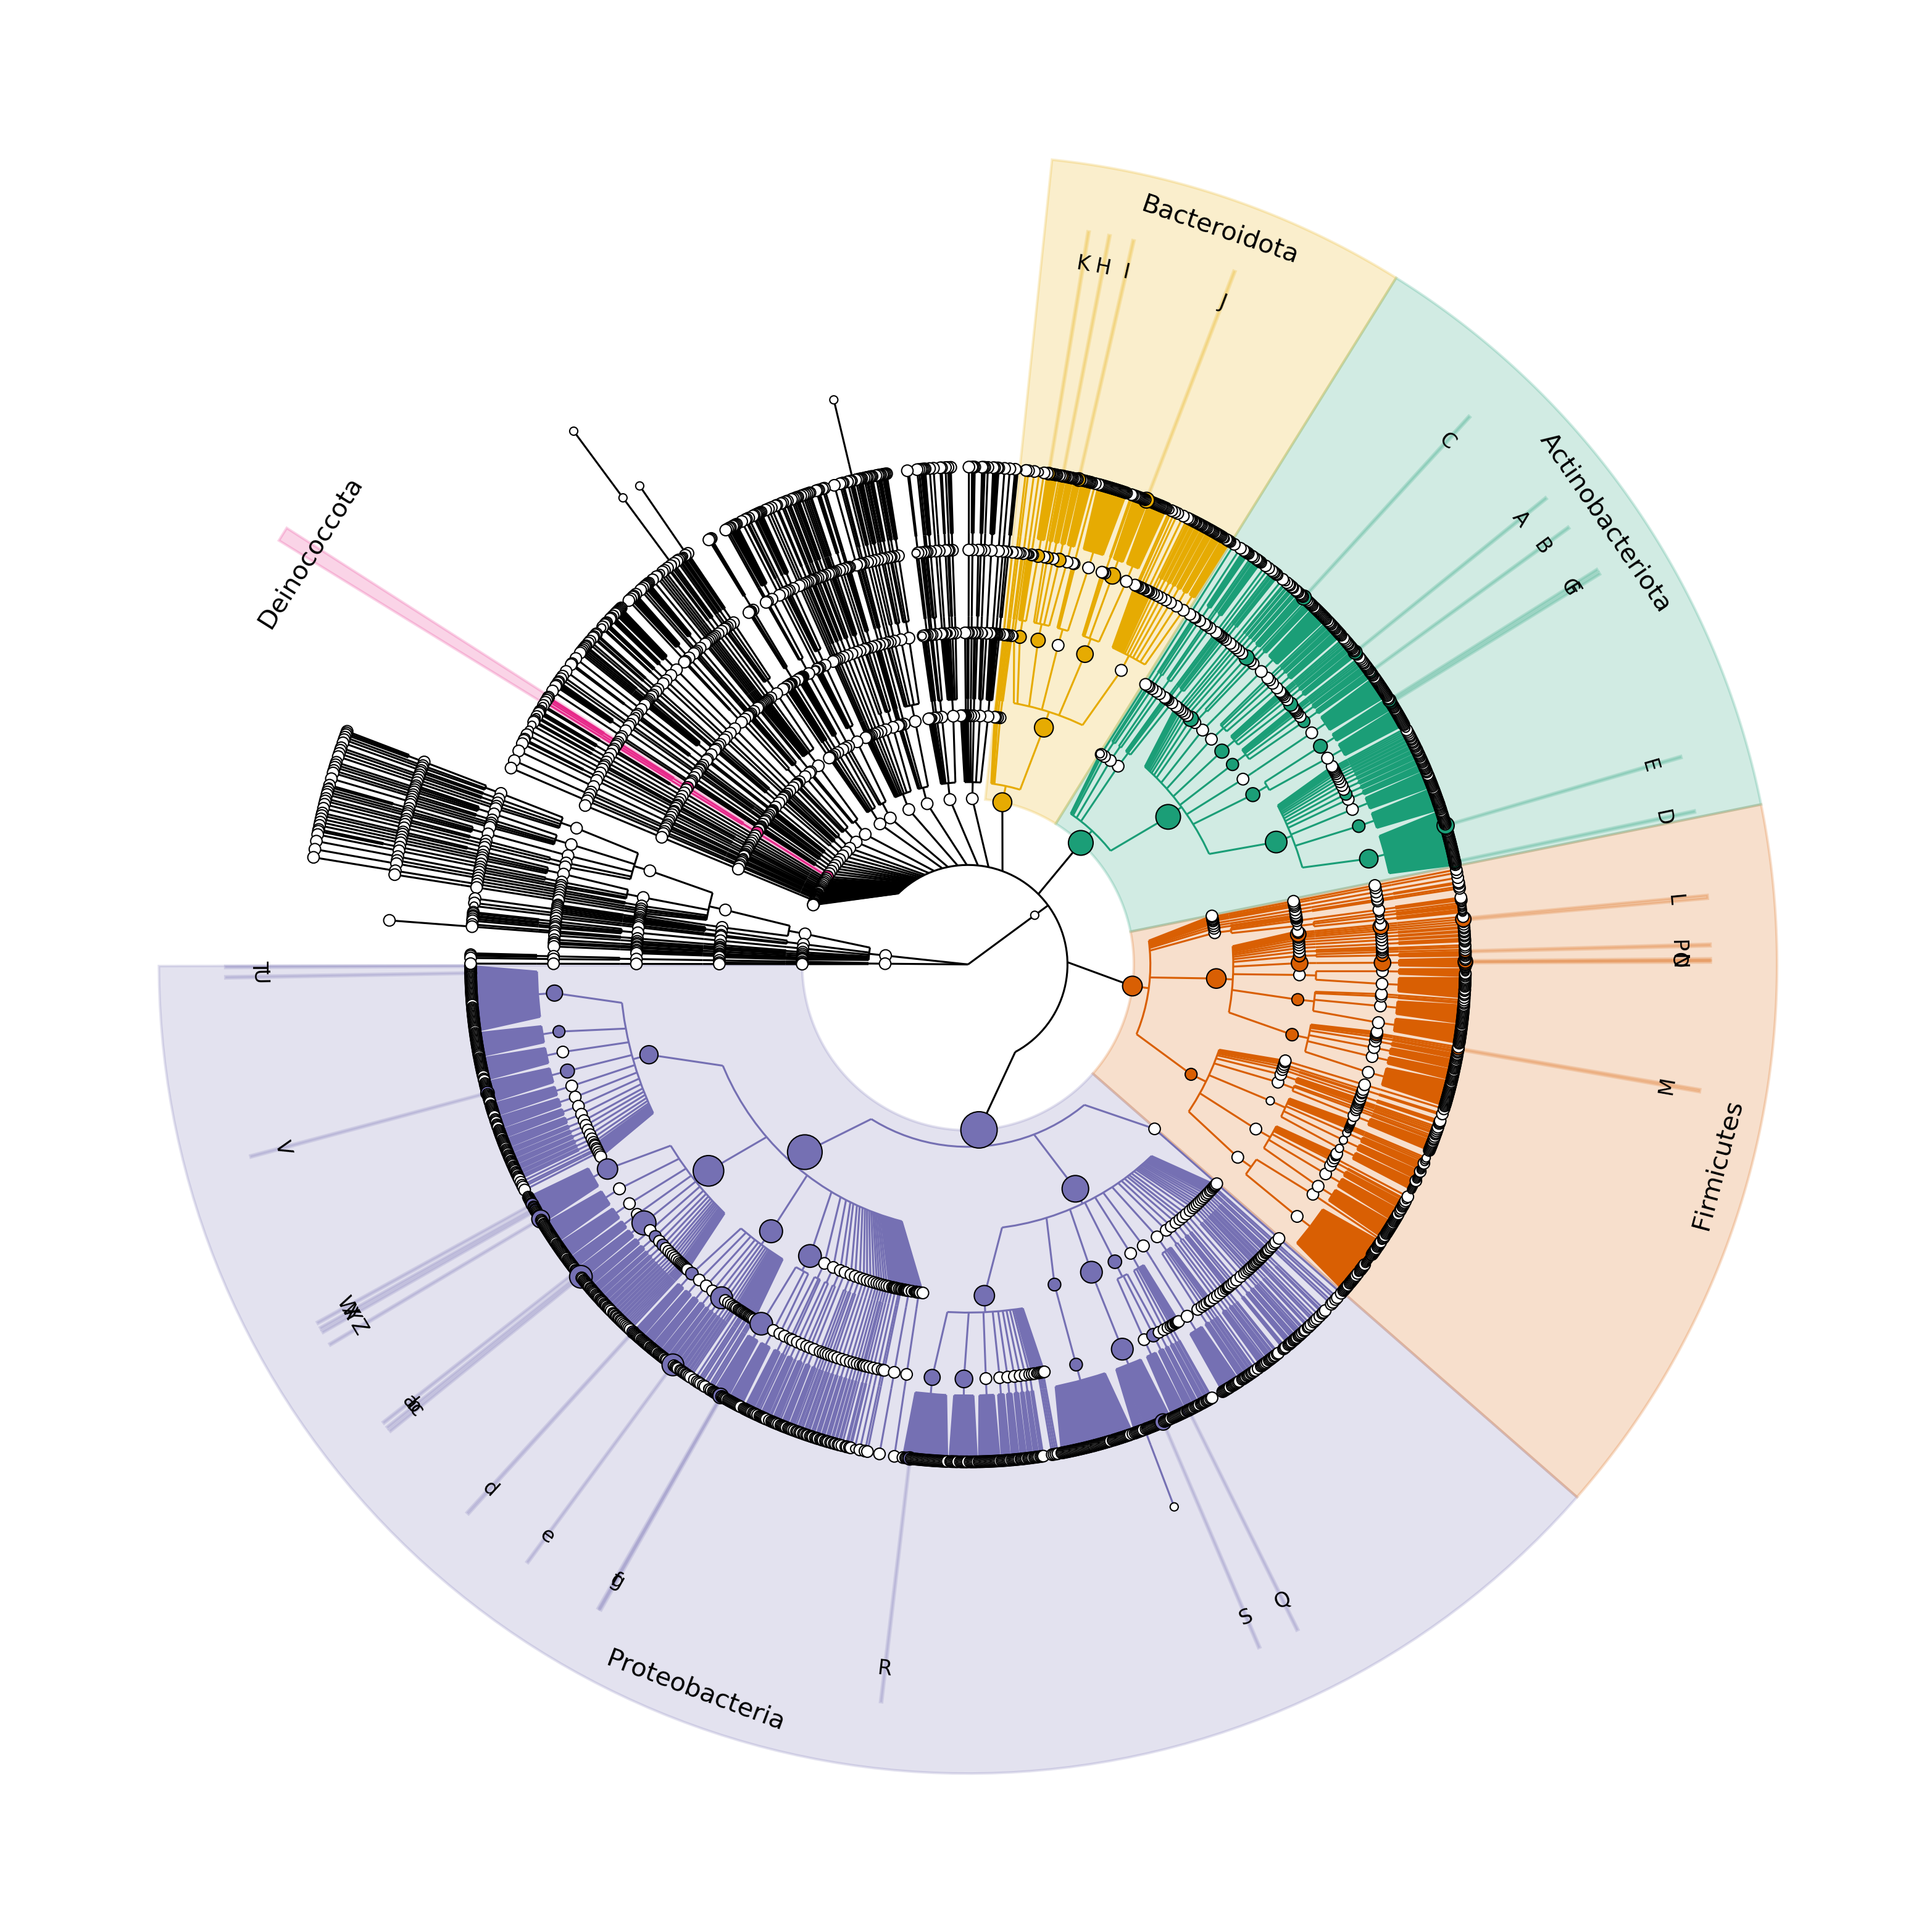 Bacteroidota
K
H
I
J
C
Actinobacteriota
A
B
G
Deinococcota
E
D
L
P
M
Firmicutes
T
U
V
W
Z
d
e
g
R
Proteobacteria
S
Q